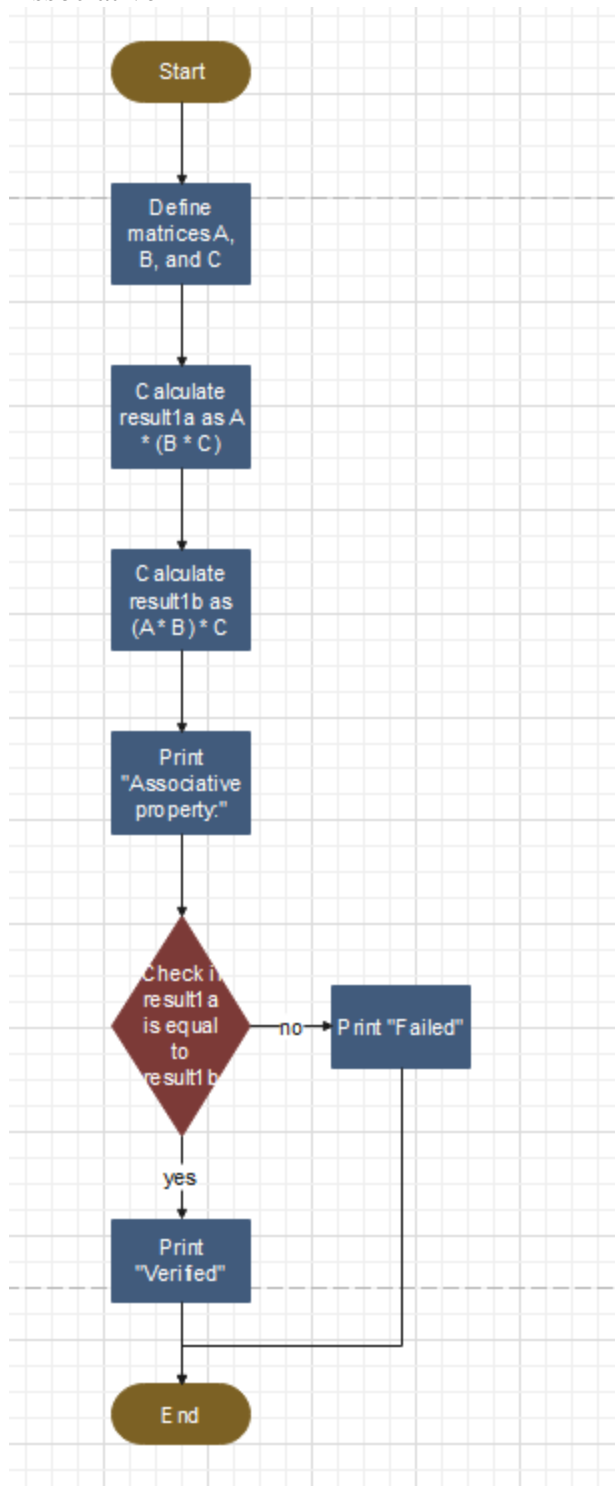 Start
Define
matrices A,
B, and C
Calculate
result1a as A
* (B * C)
Calculate
result1b as
(A * B) * C
Print
"Associative
property:"
Check if
result1a
is equal
to
result1b
no
Print "Failed"
yes
Print
"Verified"
End